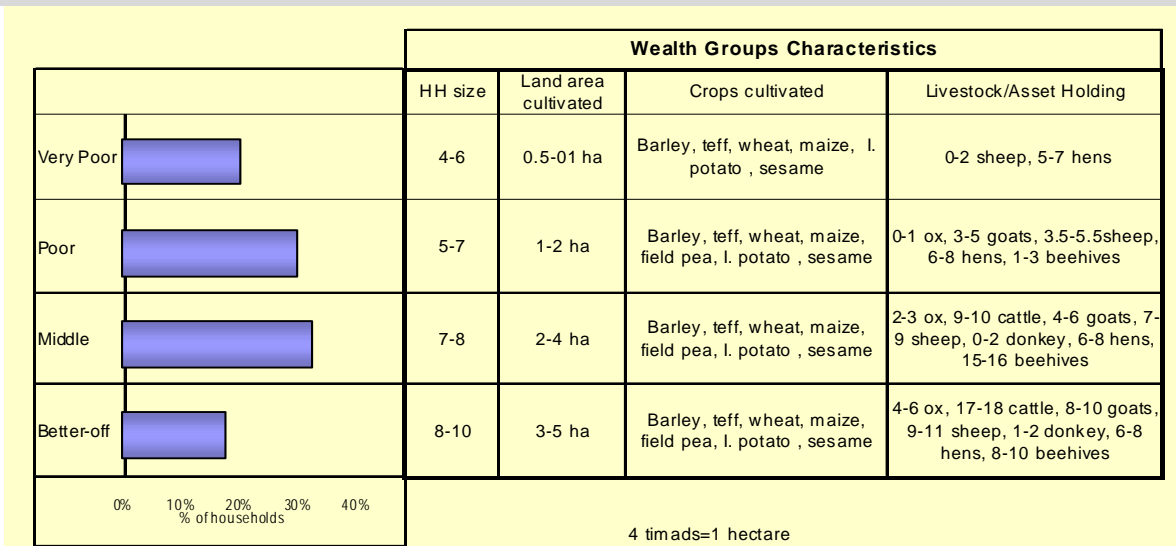 Wealth Groups Characteristics
HH size
Land area
cultivated
Crops cultivated
Livestock/Asset Holding
Very Poor
4-6
0.5-01 ha
Barley, teff, wheat, maize, I.
potato , sesame
0-2 sheep, 5-7 hens
Poor
5-7
1-2 ha
Barley, teff, wheat, maize,
field pea, I. potato , sesame
0-1 ox, 3-5 goats, 3.5-5.5sheep,
6-8 hens, 1-3 beehives
Middle
7-8
2-4 ha
Barley, teff, wheat, maize,
field pea, I. potato , sesame
2-3 ox, 9-10 cattle, 4-6 goats, 7-
9 sheep, 0-2 donkey, 6-8 hens,
15-16 beehives
Better-off
8-10
3-5 ha
Barley, teff, wheat, maize,
field pea, I. potato , sesame
4-6 ox, 17-18 cattle, 8-10 goats,
9-11 sheep, 1-2 donkey, 6-8
hens, 8-10 beehives
0% 10% 20% 30% 40%
% of households
4 timads=1 hectare